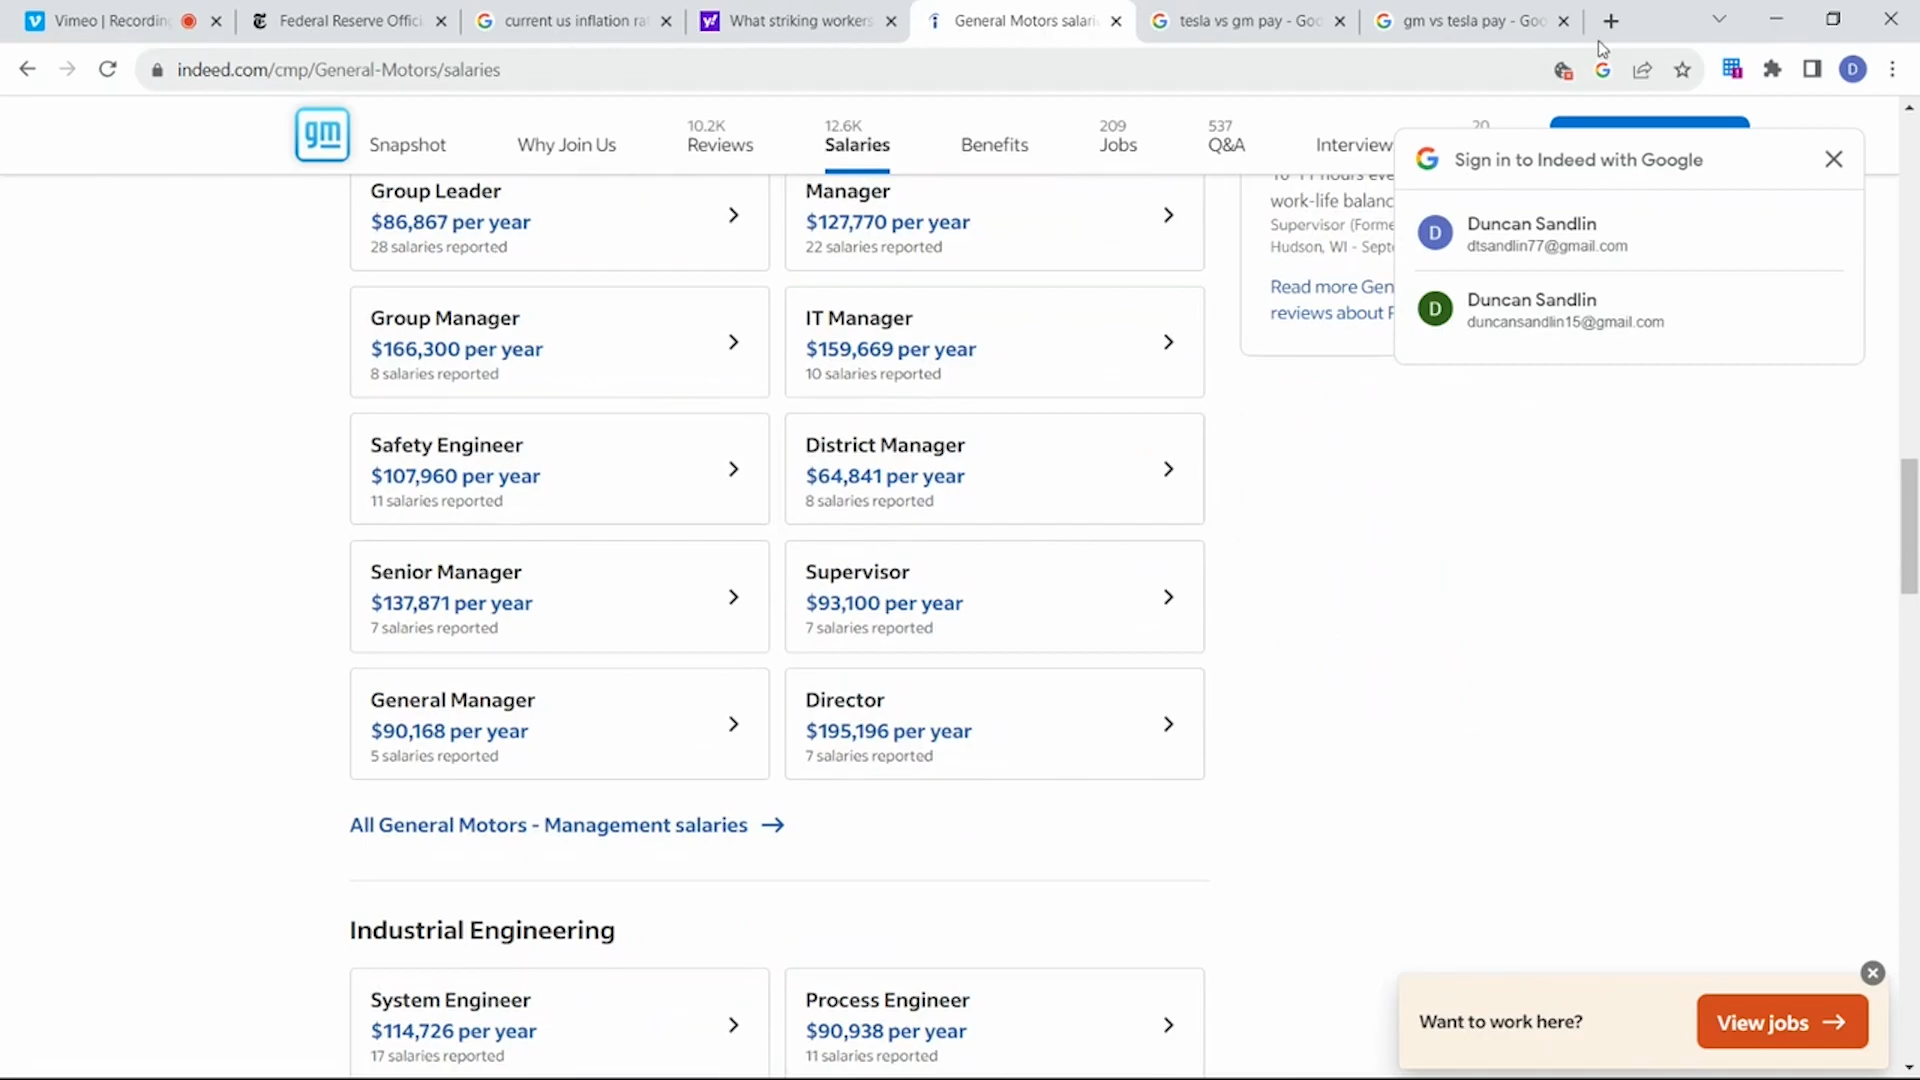 Vimeo | Recording
Federal Reserve Offici
current us inflation ra
What striking workers
General Motors salari
tesla vs gm pay - Goo
gm vs tesla pay - Goo
indeed.com/cmp/General-Motors/salaries
D
gm
Snapshot
Why Join Us
10.2K
Reviews
12.6K
Salaries
Benefits
209
Jobs
537
Q&A
Interview
20
Sign in to Indeed with Google
D
Duncan Sandlin
dtsandlin77@gmail.com
D
Duncan Sandlin
duncansandlin15@gmail.com
Group Leader
$86,867 per year
28 salaries reported
Manager
$127,770 per year
22 salaries reported
10-11 hours eve
work-life balanc
Supervisor (Forme
Hudson, WI - Septe
Read more Gen
reviews about P
Group Manager
$166,300 per year
8 salaries reported
IT Manager
$159,669 per year
10 salaries reported
Safety Engineer
$107,960 per year
11 salaries reported
District Manager
$64,841 per year
8 salaries reported
Senior Manager
$137,871 per year
7 salaries reported
Supervisor
$93,100 per year
7 salaries reported
General Manager
$90,168 per year
5 salaries reported
Director
$195,196 per year
7 salaries reported
All General Motors - Management salaries
Industrial Engineering
System Engineer
$114,726 per year
17 salaries reported
Process Engineer
$90,938 per year
11 salaries reported
Want to work here?
View jobs